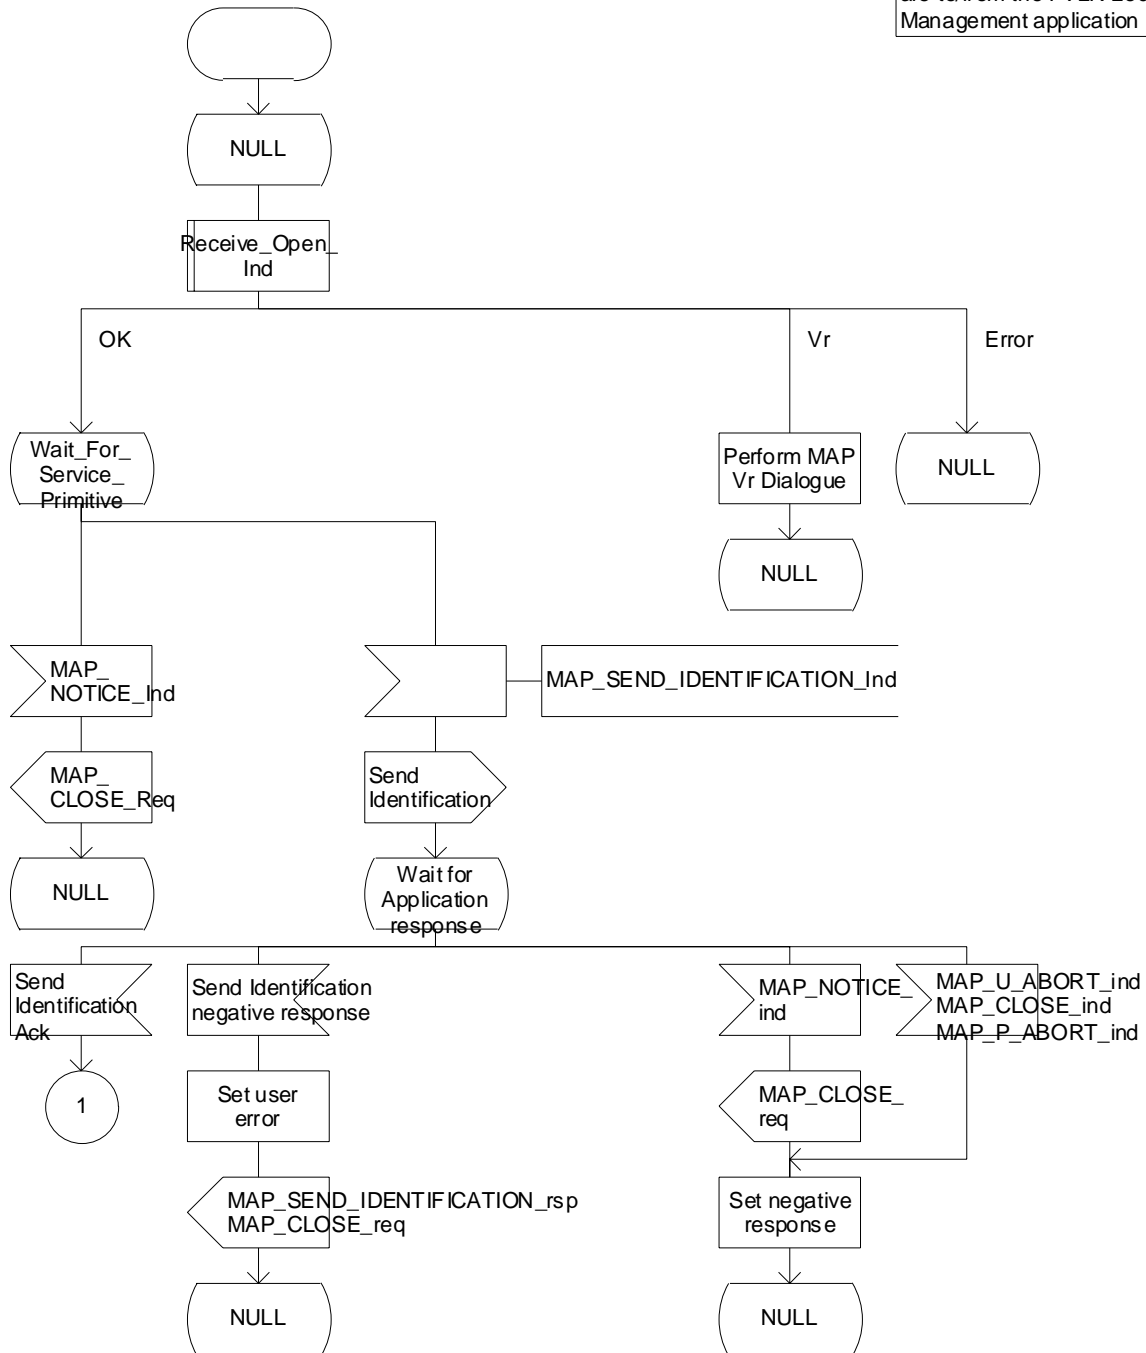 Management application
NULL
Receive_Open_
Ind
OK
Vr
Error
Wait_For_
Service_
Primitive
Perform MAP
Vr Dialogue
NULL
NULL
MAP_
NOTICE_Ind
MAP_SEND_IDENTIFICATION_Ind
MAP_
CLOSE_Req
Send
Identification
NULL
Wait for
Application
response
Send
Identification
Ack
Send Identification
negative response
MAP_NOTICE_
ind
MAP_U_ABORT_ind
MAP_CLOSE_ind
MAP_P_ABORT_ind
1
Set user
error
MAP_CLOSE_
req
MAP_SEND_IDENTIFICATION_rsp
MAP_CLOSE_req
Set negative
response
NULL
NULL